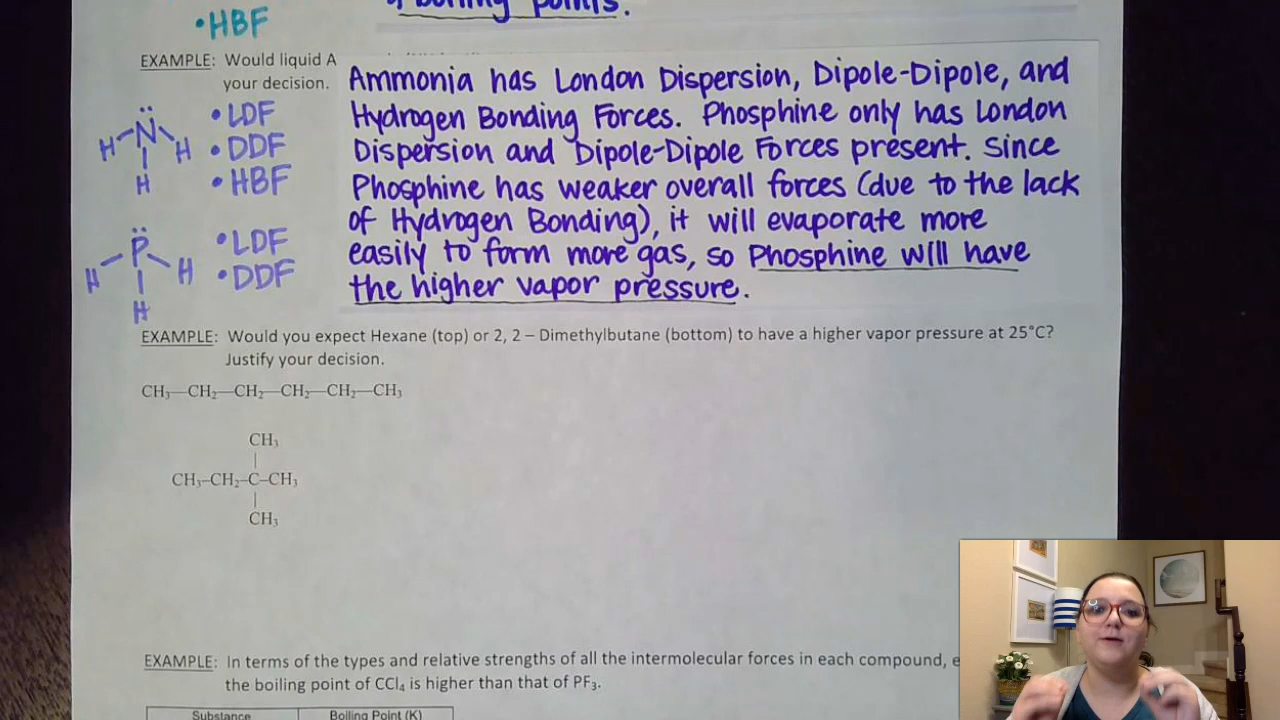 a boiling points.
•HBF
EXAMPLE: Would liquid A
your decision.
Ammonia has London Dispersion, Dipole-Dipole, and
Hydrogen Bonding Forces. Phosphine only has London
Dispersion and Dipole-Dipole Forces present. Since
Phosphine has weaker overall forces (due to the lack
of Hydrogen Bonding), it will evaporate more
easily to form more gas, so Phosphine will have
the higher vapor pressure.
•LDF
•DDF
•HBF
H N H
H
•LDF
•DDF
P
H H
H
EXAMPLE: Would you expect Hexane (top) or 2, 2 – Dimethylbutane (bottom) to have a higher vapor pressure at 25°C?
Justify your decision.
CH₃—CH₂—CH₂—CH₂—CH₂—CH₃
CH₃
CH₃–CH₂–C–CH₃
CH₃
EXAMPLE: In terms of the types and relative strengths of all the intermolecular forces in each compound, e
the boiling point of CCl₄ is higher than that of PF₃.
Substance Boiling Point (K)